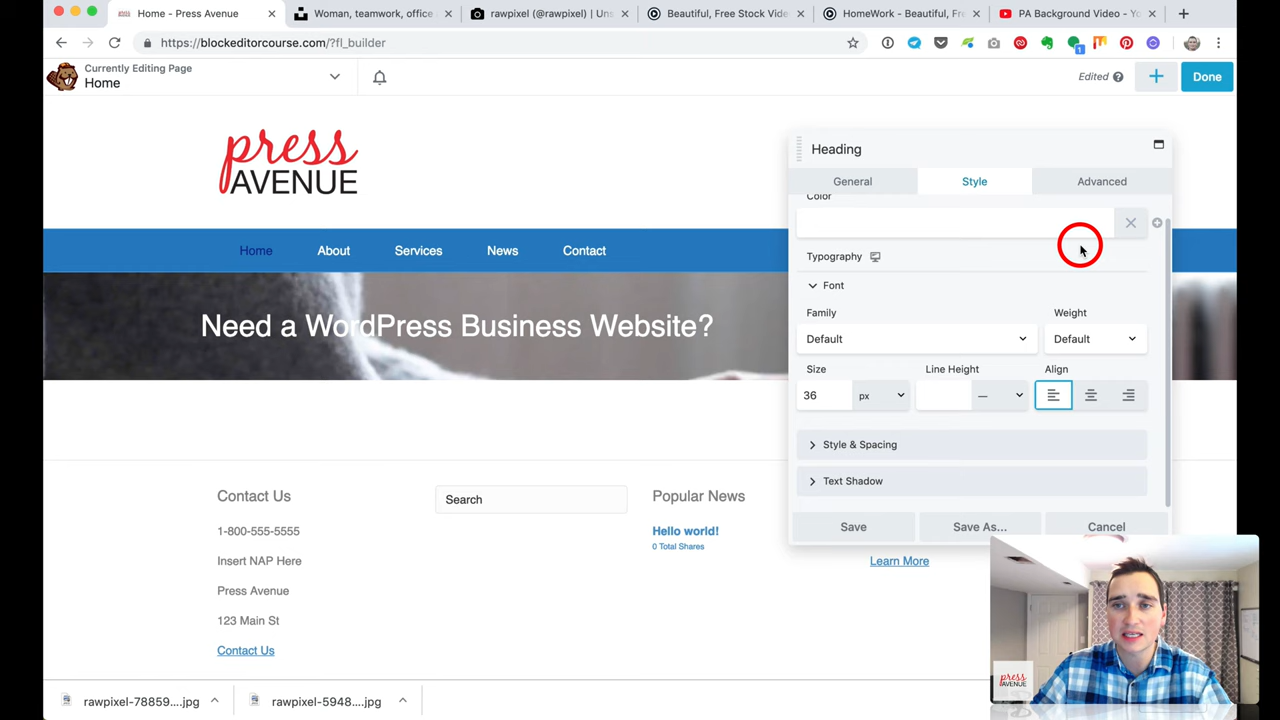 Home - Press Avenue
Woman, teamwork, office
rawpixel (@rawpixel) | Uns
Beautiful, Free Stock Vide
HomeWork - Beautiful, Fr
PA Background Video - Yo
https://blockeditorcourse.com/?fl_builder
1
Currently Editing Page
Home
Edited
Done
press
AVENUE
Home
About
Services
News
Contact
Need a WordPress Business Website?
Heading
General
Style
Advanced
Color
Typography
Font
Family
Weight
Default
Default
Size
Line Height
Align
36
px
—
Style & Spacing
Text Shadow
Save
Save As...
Cancel
Contact Us
1-800-555-5555
Insert NAP Here
Press Avenue
123 Main St
Contact Us
Search
Popular News
Hello world!
0 Total Shares
Learn More
press
AVENUE
rawpixel-78859....jpg
rawpixel-5948....jpg